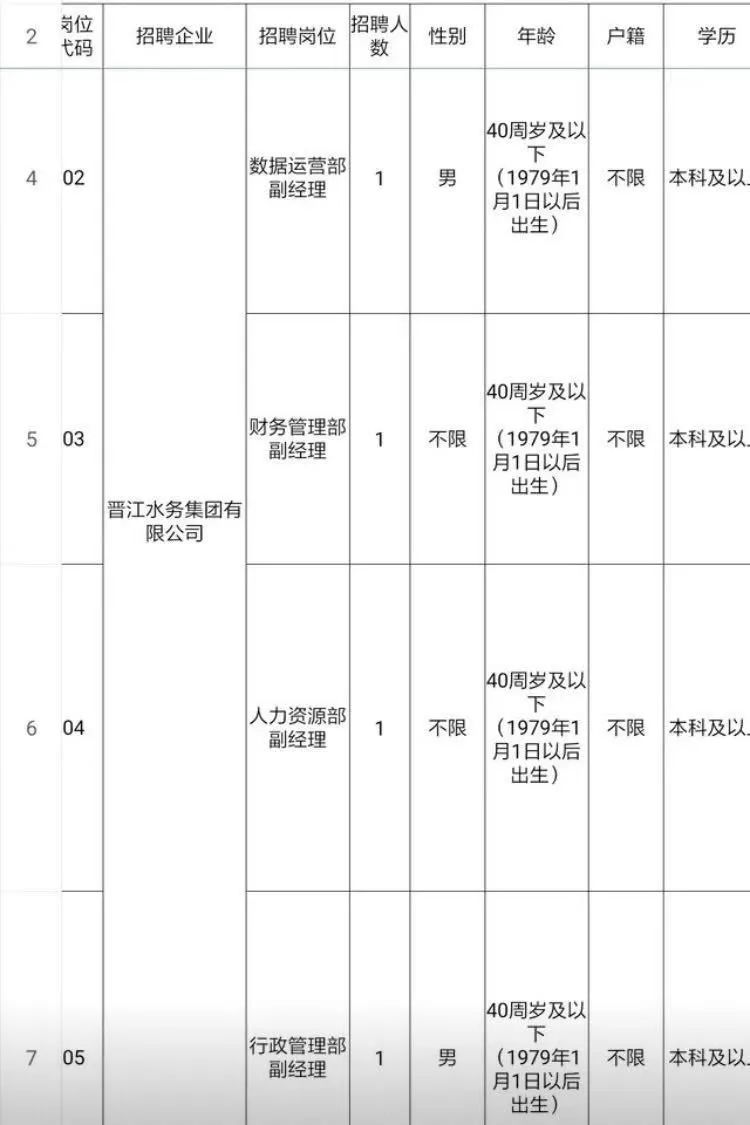 2
岗位
代码
招聘企业
招聘岗位
招聘人
数
性别
年龄
户籍
学历
4
02
数据运营部
副经理
1
男
40周岁及以
下
（1979年1
月1日以后
出生）
不限
本科及以上
5
03
财务管理部
副经理
1
不限
40周岁及以
下
（1979年1
月1日以后
出生）
不限
本科及以上
晋江水务集团有
限公司
6
04
人力资源部
副经理
1
不限
40周岁及以
下
（1979年1
月1日以后
出生）
不限
本科及以上
7
05
行政管理部
副经理
1
男
40周岁及以
下
（1979年1
月1日以后
出生）
不限
本科及以上